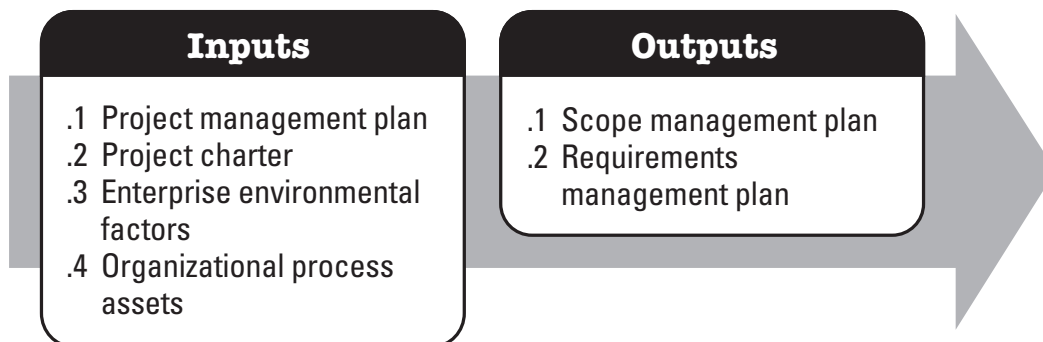 Inputs
.1 Project management plan
.2 Project charter
.3 Enterprise environmental
factors
.4 Organizational process
assets
Outputs
.1 Scope management plan
.2 Requirements
management plan